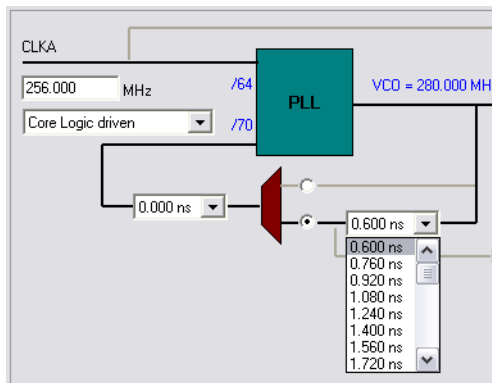 CLKA
256.000 MHz
/64
PLL
VCO = 280.000 MH
Core Logic driven
/70
0.000 ns
0.600 ns
0.600 ns
0.760 ns
0.920 ns
1.080 ns
1.240 ns
1.400 ns
1.560 ns
1.720 ns